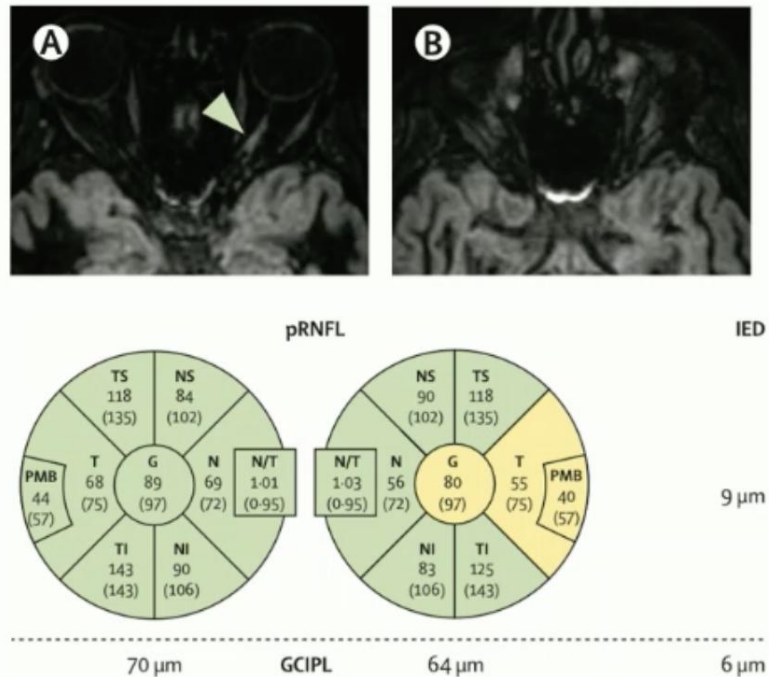 A
B
pRNFL
IED
TS
118
(135)
NS
84
(102)
PMB
44
(57)
T
68
(75)
G
89
(97)
N
69
(72)
N/T
1·01
(0·95)
TI
143
(143)
NI
90
(106)
NS
90
(102)
TS
118
(135)
N/T
1·03
(0·95)
N
56
(72)
G
80
(97)
T
55
(75)
PMB
40
(57)
NI
83
(106)
TI
125
(143)
9 µm
70 µm
GCIPL
64 µm
6 µm